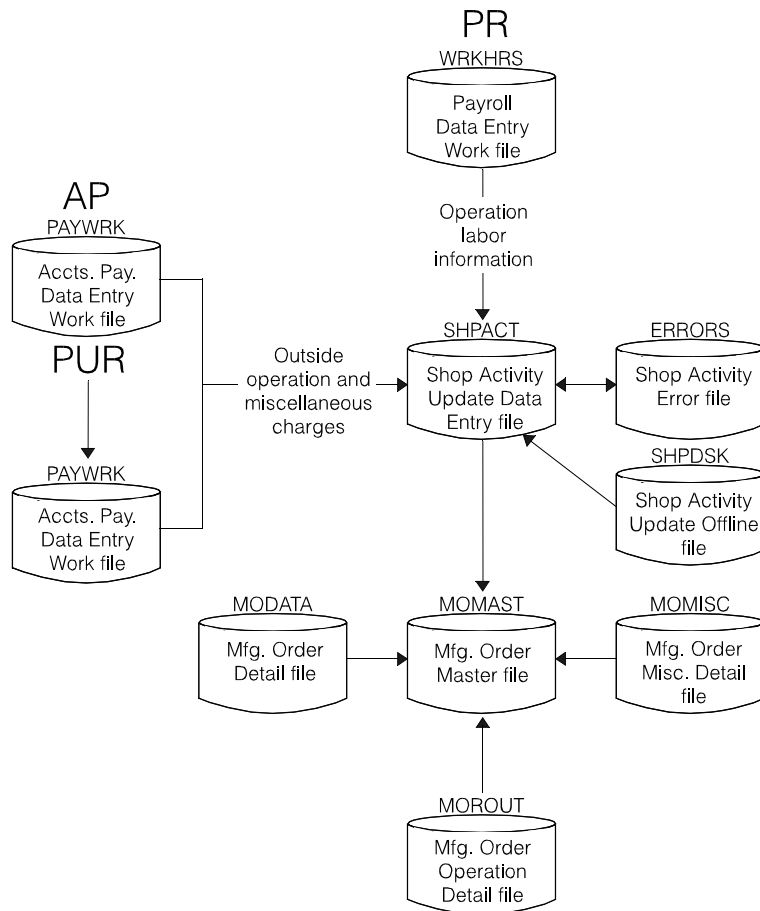 PR
WRKHRS
Payroll
Data Entry
Work file
AP
PAYWRK
Accts. Pay.
Data Entry
Work file
Operation
labor
information
PUR
PAYWRK
Accts. Pay.
Data Entry
Work file
Outside
operation and
miscellaneous
charges
SHPACT
Shop Activity
Update Data
Entry file
ERRORS
Shop Activity
Error file
SHPDSK
Shop Activity
Update Offline
file
MODATA
Mfg. Order
Detail file
MOMAST
Mfg. Order
Master file
MOMISC
Mfg. Order
Misc. Detail
file
MOROUT
Mfg. Order
Operation
Detail file